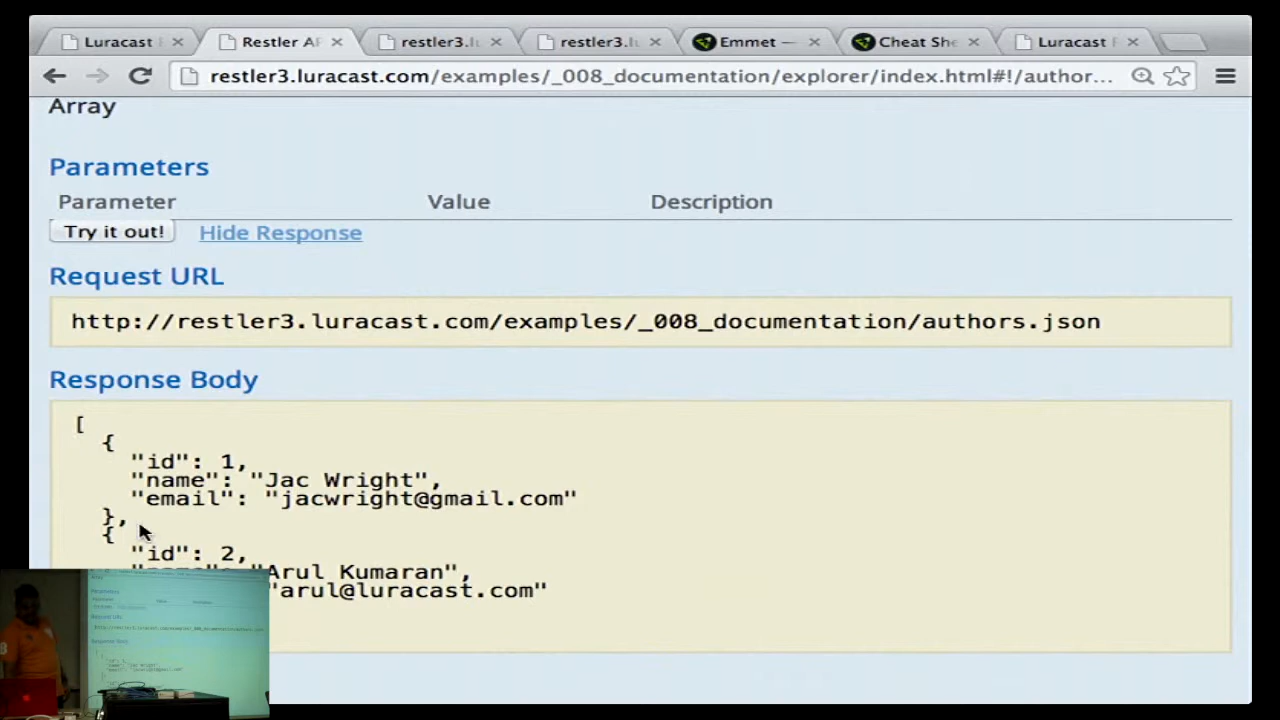 Luracast
Restler AP
restler3.l
restler3.lu
Emmet —
Cheat She
Luracast F
restler3.luracast.com/examples/_008_documentation/explorer/index.html#!/author...
Array
Parameters
Parameter Value Description
Try it out! Hide Response
Request URL
http://restler3.luracast.com/examples/_008_documentation/authors.json
Response Body
[
{
"id": 1,
"name": "Jac Wright",
"email": "jacwright@gmail.com"
},
{
"id": 2,
"Arul Kumaran",
"arul@luracast.com"